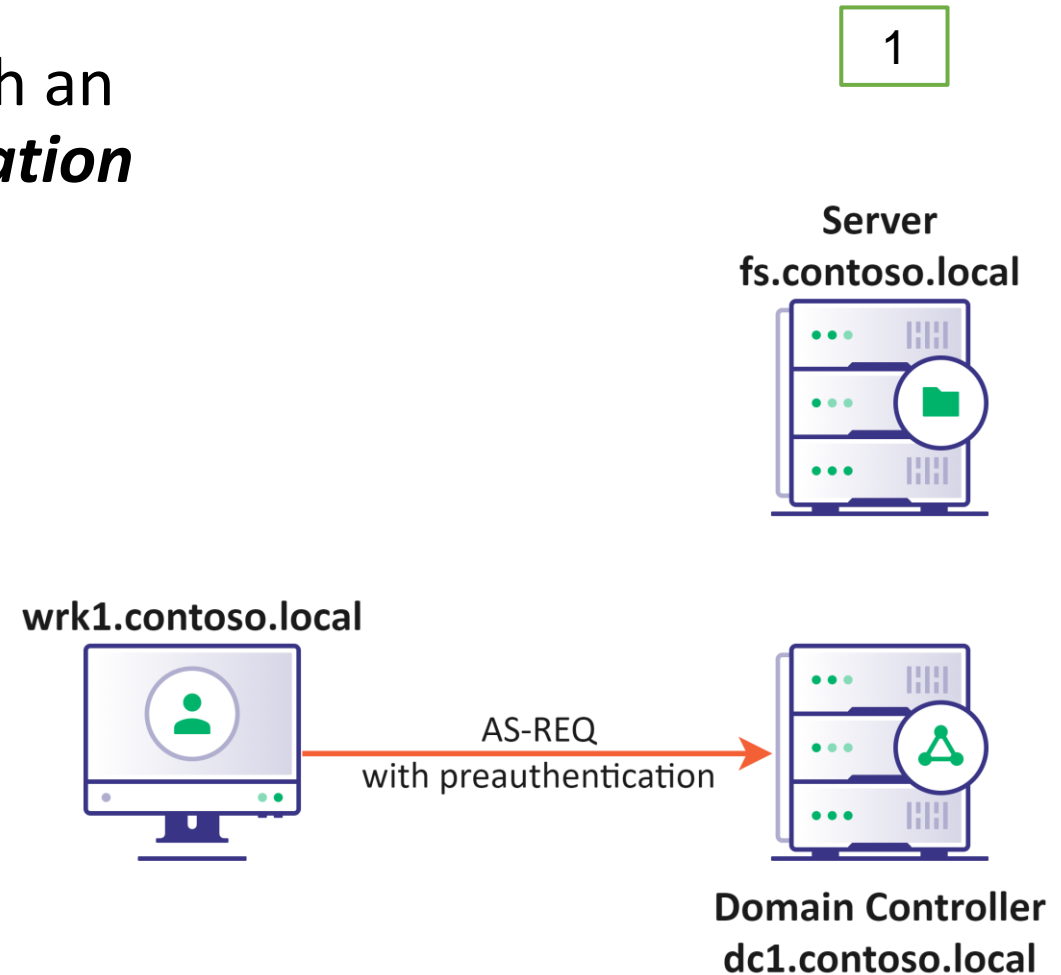 1
h an
ation
Server
fs.contoso.local
wrk1.contoso.local
AS-REQ
with preauthentication
Domain Controller
dc1.contoso.local